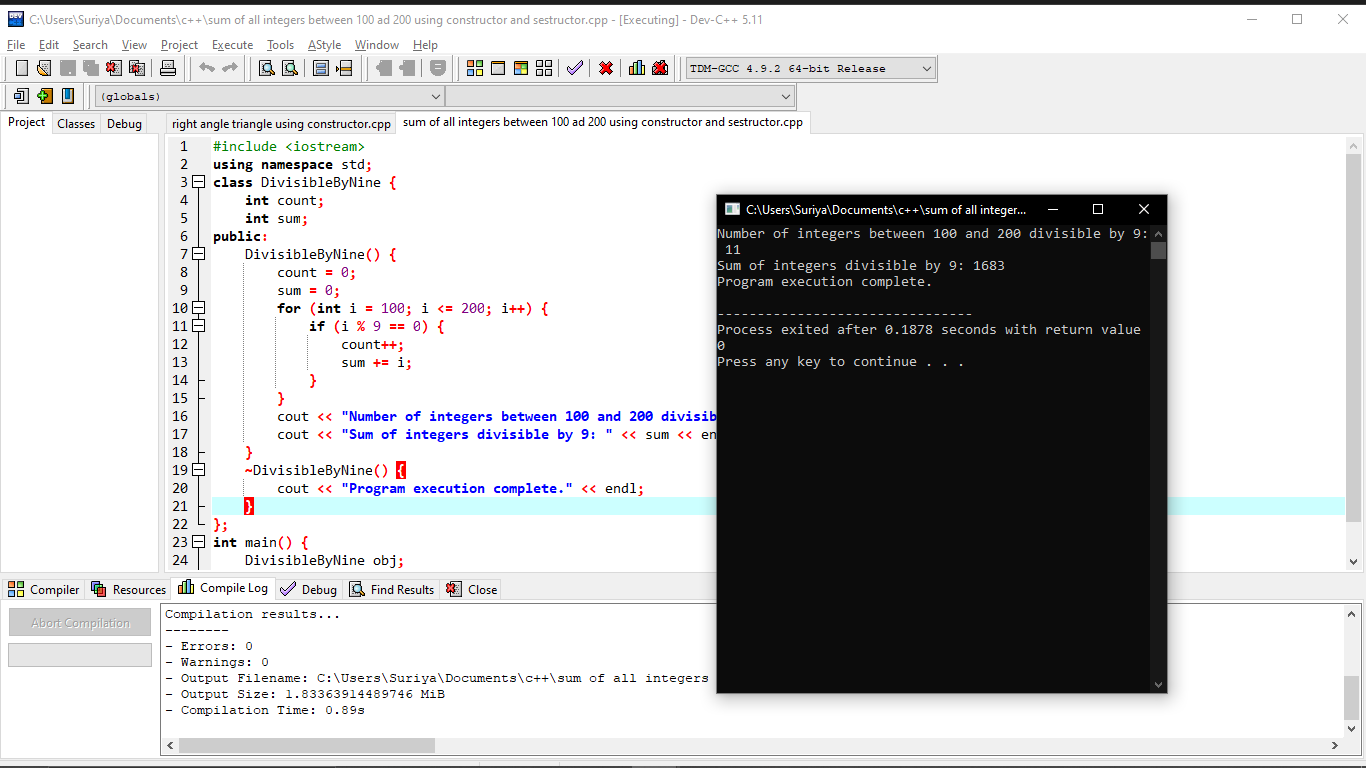 C:\Users\Suriya\Documents\c++\sum of all integers between 100 ad 200 using constructor and sestructor.cpp - [Executing] - Dev-C++ 5.11
File Edit Search View Project Execute Tools AStyle Window Help
TDM-GCC 4.9.2 64-bit Release
(globals)
Project Classes Debug
right angle triangle using constructor.cpp sum of all integers between 100 ad 200 using constructor and sestructor.cpp
1 #include <iostream>
2 using namespace std;
3 class DivisibleByNine {
4 int count;
5 int sum;
6 public:
7 DivisibleByNine() {
8 count = 0;
9 sum = 0;
10 for (int i = 100; i <= 200; i++) {
11 if (i % 9 == 0) {
12 count++;
13 sum += i;
14 }
15 }
16 cout << "Number of integers between 100 and 200 divisib
17 cout << "Sum of integers divisible by 9: " << sum << en
18 }
19 ~DivisibleByNine() {
20 cout << "Program execution complete." << endl;
21 }
22 };
23 int main() {
24 DivisibleByNine obj;
C:\Users\Suriya\Documents\c++\sum of all integer...
Number of integers between 100 and 200 divisible by 9:
11
Sum of integers divisible by 9: 1683
Program execution complete.
--------------------------------
Process exited after 0.1878 seconds with return value
0
Press any key to continue . . .
Compiler Resources Compile Log Debug Find Results Close
Abort Compilation
Compilation results...
--------
- Errors: 0
- Warnings: 0
- Output Filename: C:\Users\Suriya\Documents\c++\sum of all integers
- Output Size: 1.83363914489746 MiB
- Compilation Time: 0.89s